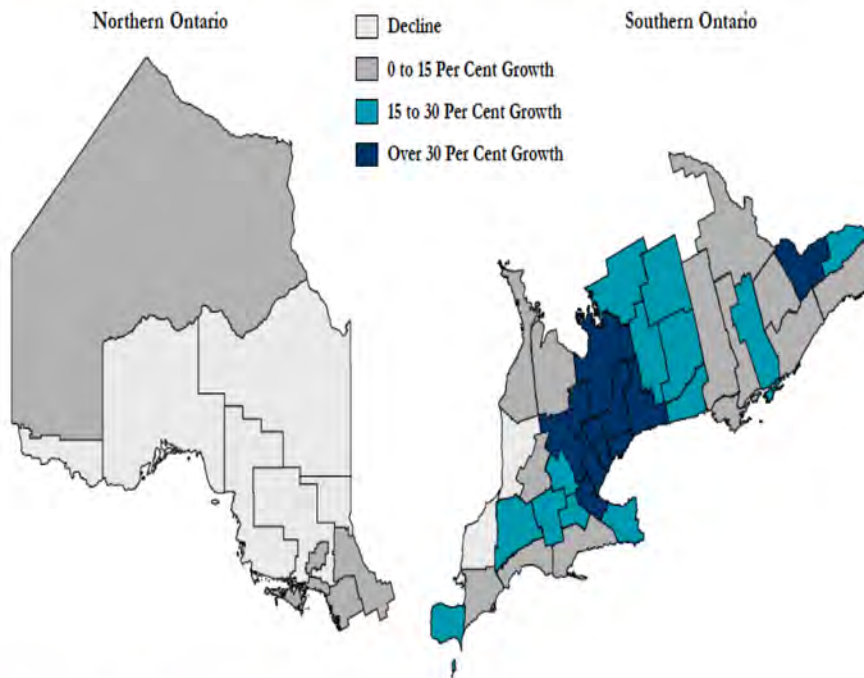 Northern Ontario
Decline
0 to 15 Per Cent Growth
15 to 30 Per Cent Growth
Over 30 Per Cent Growth
Southern Ontario